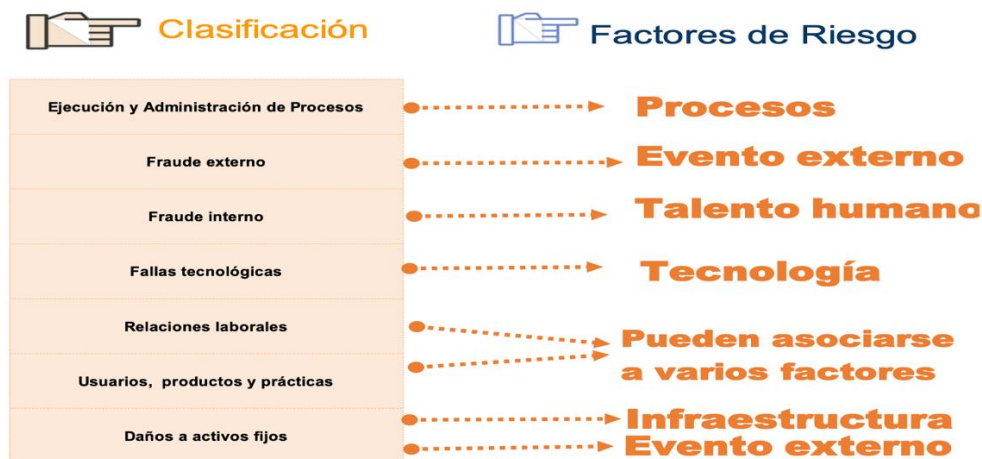 Clasificación
Factores de Riesgo
Ejecución y Administración de Procesos
Procesos
Fraude externo
Evento externo
Fraude interno
Talento humano
Fallas tecnológicas
Tecnología
Relaciones laborales
Usuarios, productos y prácticas
Pueden asociarse
a varios factores
Daños a activos fijos
Infraestructura
Evento externo